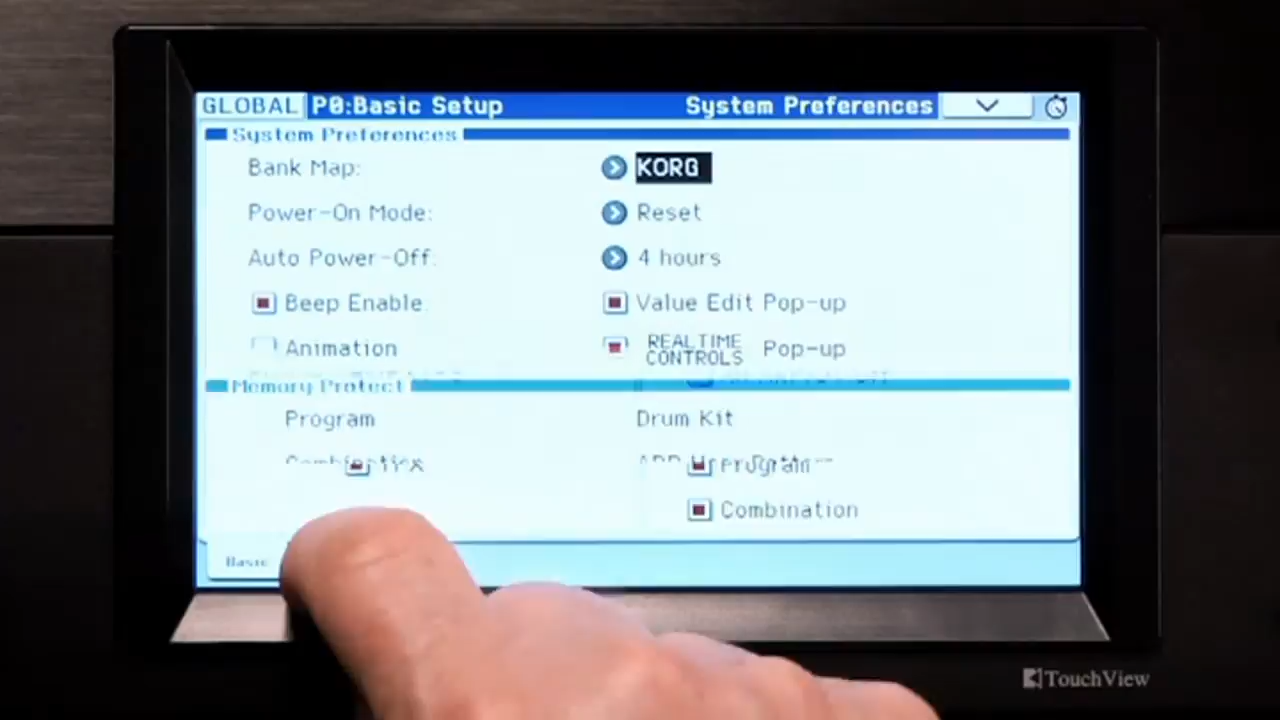 GLOBAL P0:Basic Setup System Preferences
System Preferences
Bank Map: KORG
Power-On Mode: Reset
Auto Power-Off: 4 hours
Beep Enable Value Edit Pop-up
Animation REALTIME CONTROLS Pop-up
Memory Protect
Program Drum Kit
Combination
Basic
TouchView